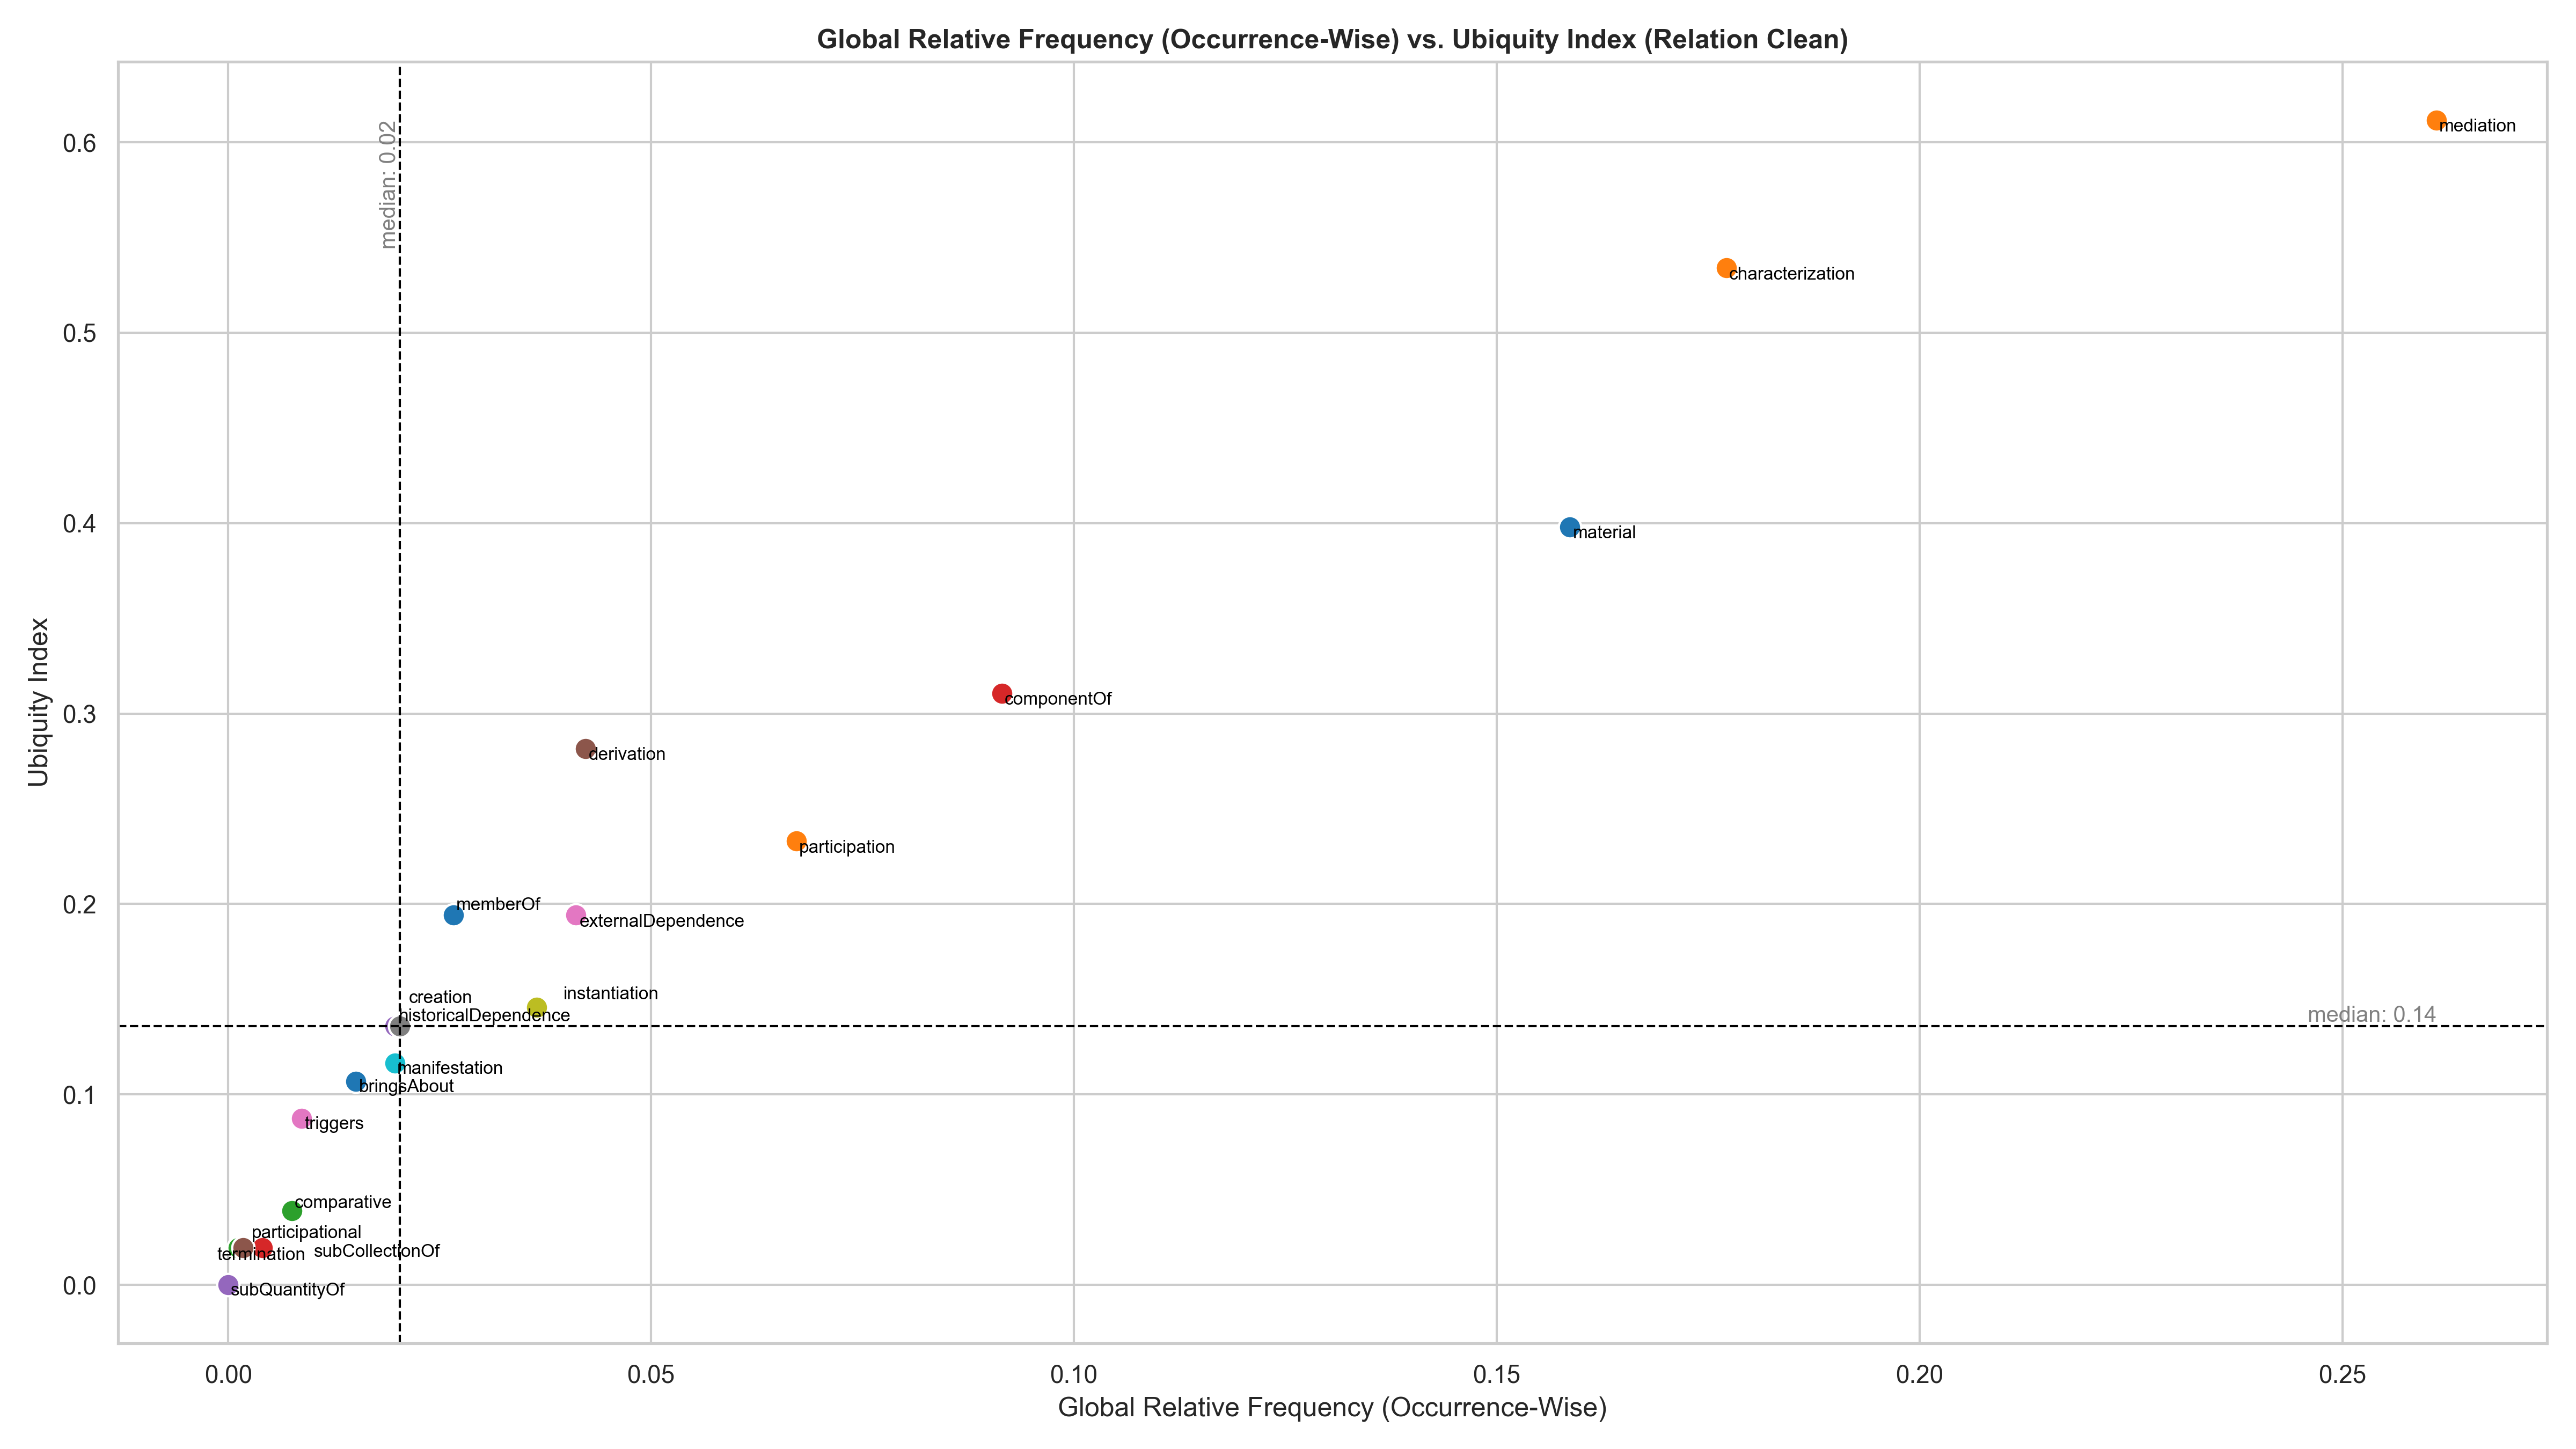 Global Relative Frequency (Occurrence-Wise) vs. Ubiquity Index (Relation Clean)
median: 0.02
0.6
mediation
characterization
0.5
0.4
material
Ubiquity Index
0.3
componentOf
derivation
participation
0.2
memberOf
externalDependence
instantiation
creation
historicalDependence
median: 0.14
manifestation
bringsAbout
0.1
triggers
comparative
participational
termination
subCollectionOf
0.0
subQuantityOf
0.00
0.05
0.10
0.15
0.20
0.25
Global Relative Frequency (Occurrence-Wise)